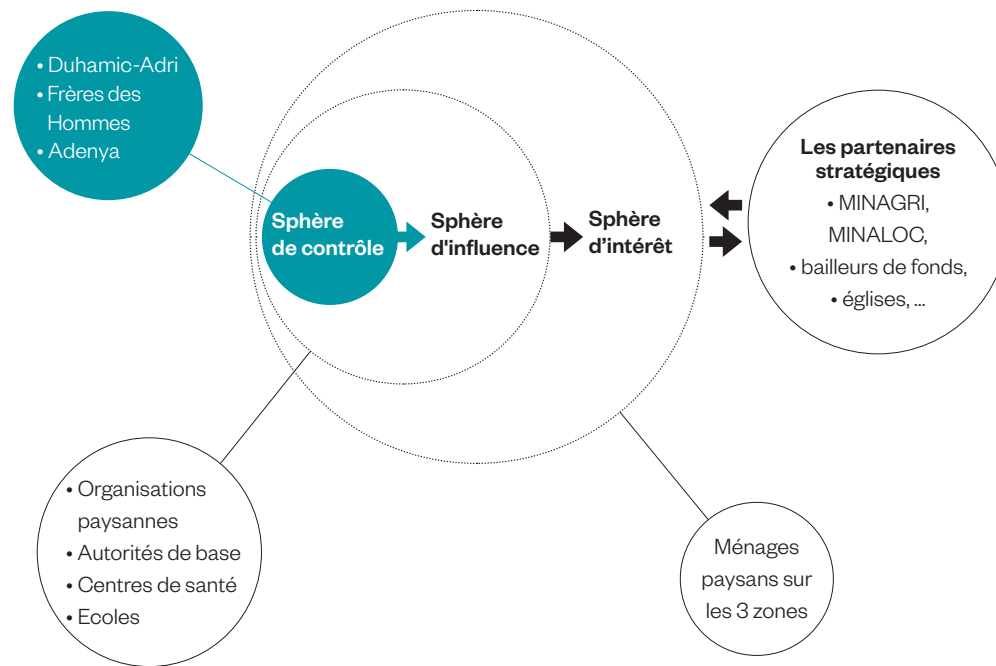 • Duhamic-Adri
• Frères des
Hommes
• Adenya
Sphère
de contrôle
Sphère
d'influence
Sphère
d’intérêt
Les partenaires
stratégiques
• MINAGRI,
MINALOC,
• bailleurs de fonds,
• églises, ...
• Organisations
paysannes
• Autorités de base
• Centres de santé
• Ecoles
Ménages
paysans sur
les 3 zones